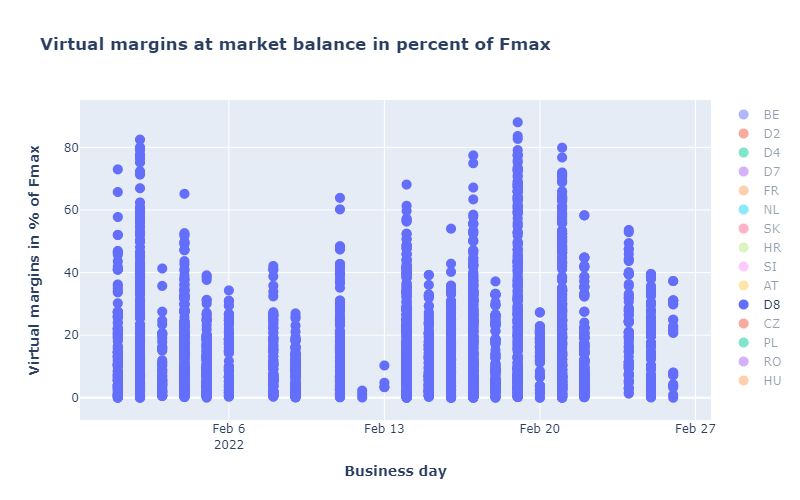 Virtual margins at market balance in percent of Fmax
Virtual margins in % of Fmax
80
60
40
20
0
Feb 6
2022
Feb 13
Feb 20
Feb 27
Business day
BE
D2
D4
D7
FR
NL
SK
HR
SI
AT
D8
CZ
PL
RO
HU